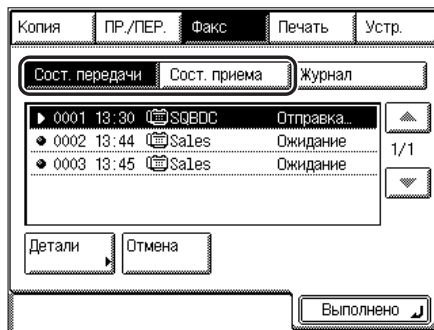 Копия ПР./ПЕР. Факс Печать Устр.
Сост. передачи Сост. приема Журнал
0001 13:30 SQBDC Отправка...
0002 13:44 Sales Ожидание
0003 13:45 Sales Ожидание
1/1
Детали Отмена
Выполнено